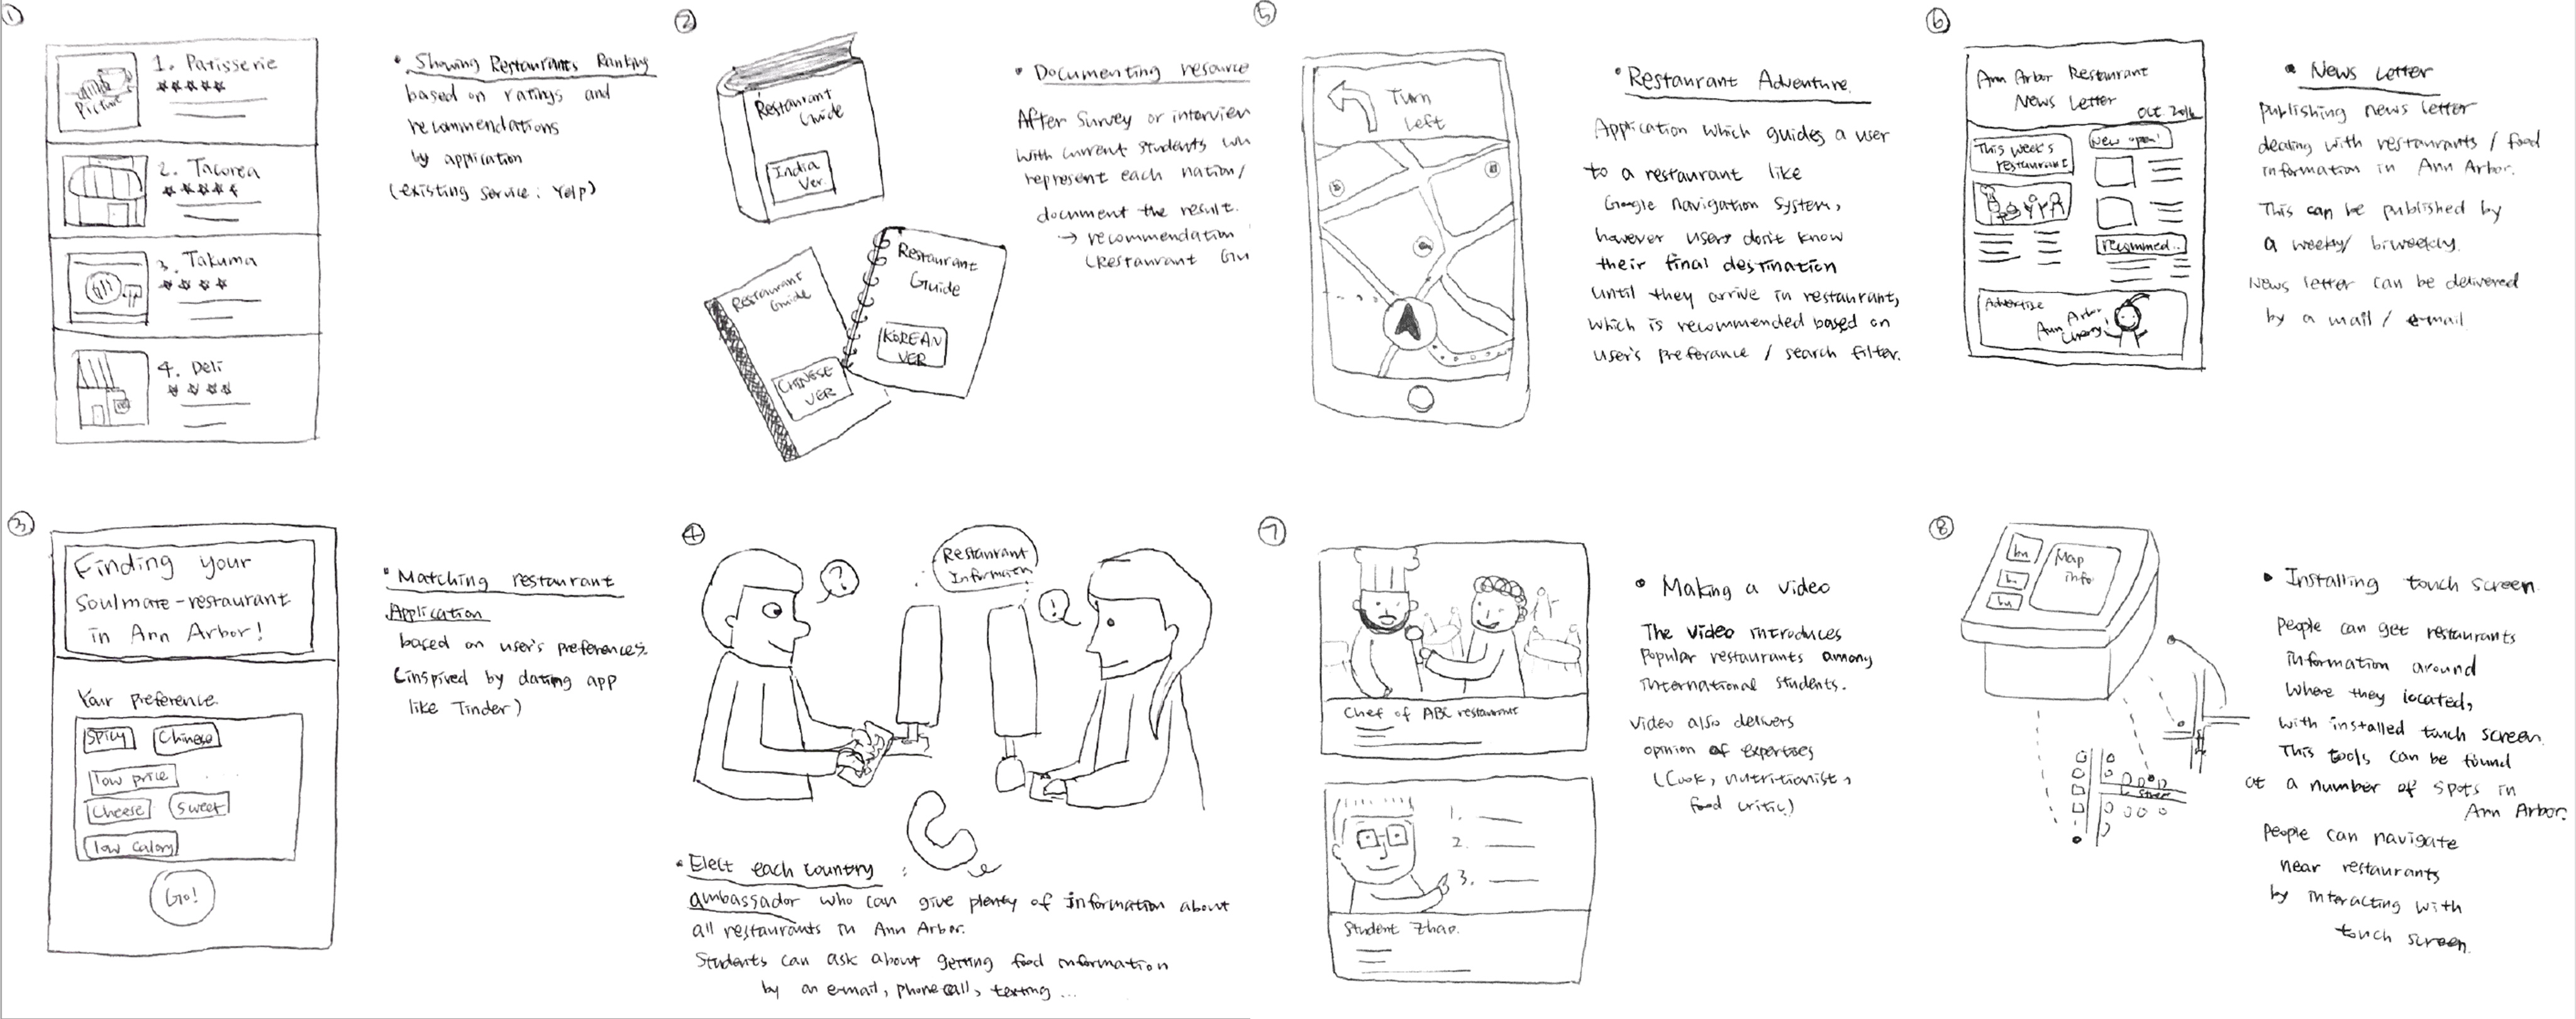 ①
Picture
1. Patisserie
2. Tacorea
3. Takuma
4. Deli
• Showing Restaurants Ranking
based on ratings and
recommendations
by application
(existing service : Yelp)
②
Restaurant
Guide
India
Ver.
Restaurant
Guide
CHINESE
VER
Restaurant
Guide
KOREAN
VER
• Documenting resource
After survey or interview
with current students wh
represent each nation/
document the result.
→ recommendation
(Restaurant Gui
③
Finding your
Soulmate-restaurant
in Ann Arbor!
Your preference.
Spicy
Chinese
low price
Cheese
Sweet
low calory
Go!
• Matching restaurant
Application
based on user's preferences.
(inspired by dating app
like Tinder)
④
?
Restaurant
Information
!
• Elect each country :
ambassador who can give plenty of information about
all restaurants in Ann Arbor.
Students can ask about getting food information
by an e-mail, phone call, texting ...
⑤
Turn
Left
• Restaurant Adventure.
Application which guides a user
to a restaurant like
Google navigation system,
however users don't know
their final destination
until they arrive in restaurant,
which is recommended based on
user's preferance / search filter.
⑥
Ann Arbor Restaurant
News Letter
Oct. 2016
This week's
restaurant
New open!
recommed..
Advertise
Ann Arbor
• News Letter
Publishing news letter
dealing with restaurants / food
information in Ann Arbor.
This can be published by
a weekly/ biweekly.
News letter can be delivered
by a mail / e-mail
⑦
Chef of ABC restaurant
1.
2.
3.
Student Zhao.
• Making a video
The video introduces
popular restaurants among
international students.
Video also delivers
opinion of expertises
(Cook, nutritionist,
food critic)
⑧
Map
info.
• Installing touch screen
People can get restaurants
information around
where they located,
with installed touch screen.
This tools can be found
at a number of spots in
Ann Arbor.
People can navigate
near restaurants
by interacting with
touch screen.